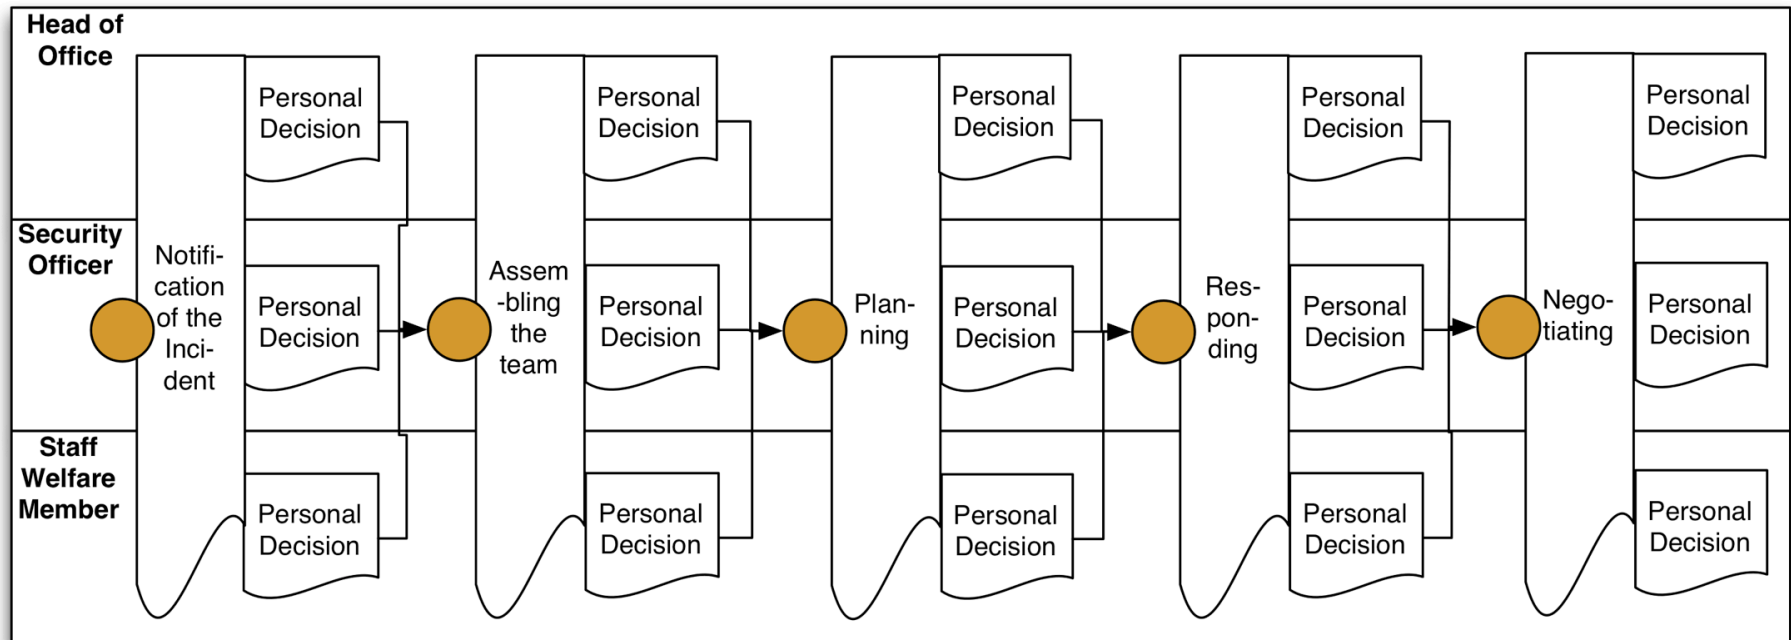 Head of
Office
Personal
Decision
Personal
Decision
Personal
Decision
Personal
Decision
Personal
Decision
Security
Officer
Notifi-
cation
of the
Inci-
dent
Personal
Decision
Assem
-bling
the
team
Personal
Decision
Plan-
ning
Personal
Decision
Res-
pon-
ding
Personal
Decision
Nego-
tiating
Personal
Decision
Staff
Welfare
Member
Personal
Decision
Personal
Decision
Personal
Decision
Personal
Decision
Personal
Decision